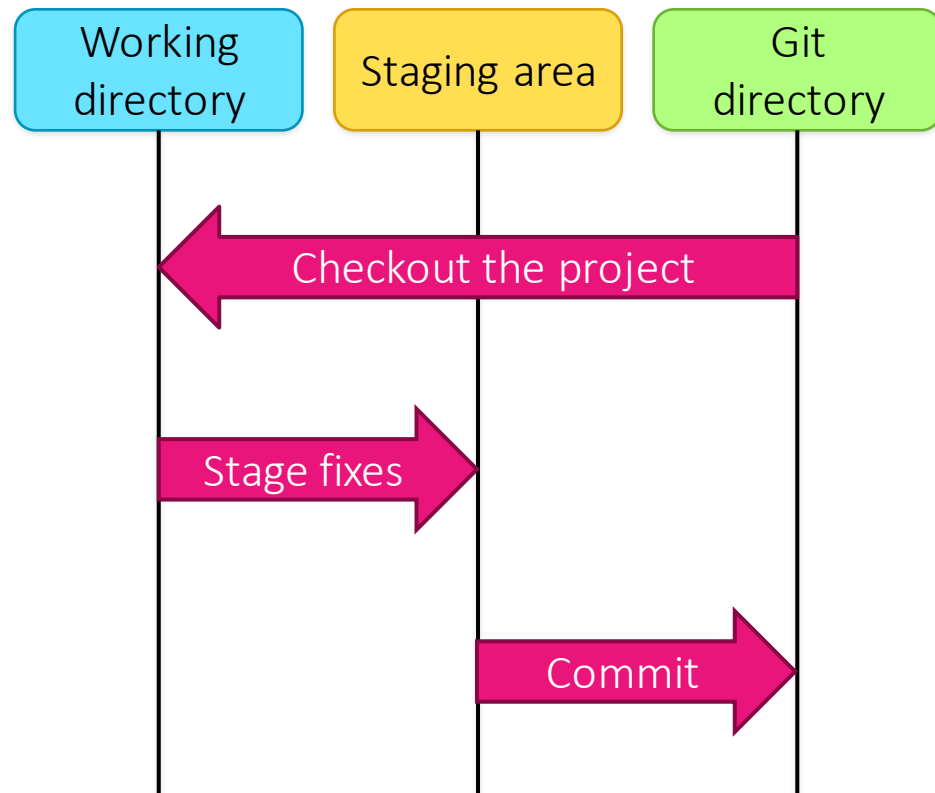 Working
directory
Staging area
Git
directory
Checkout the project
Stage fixes
Commit